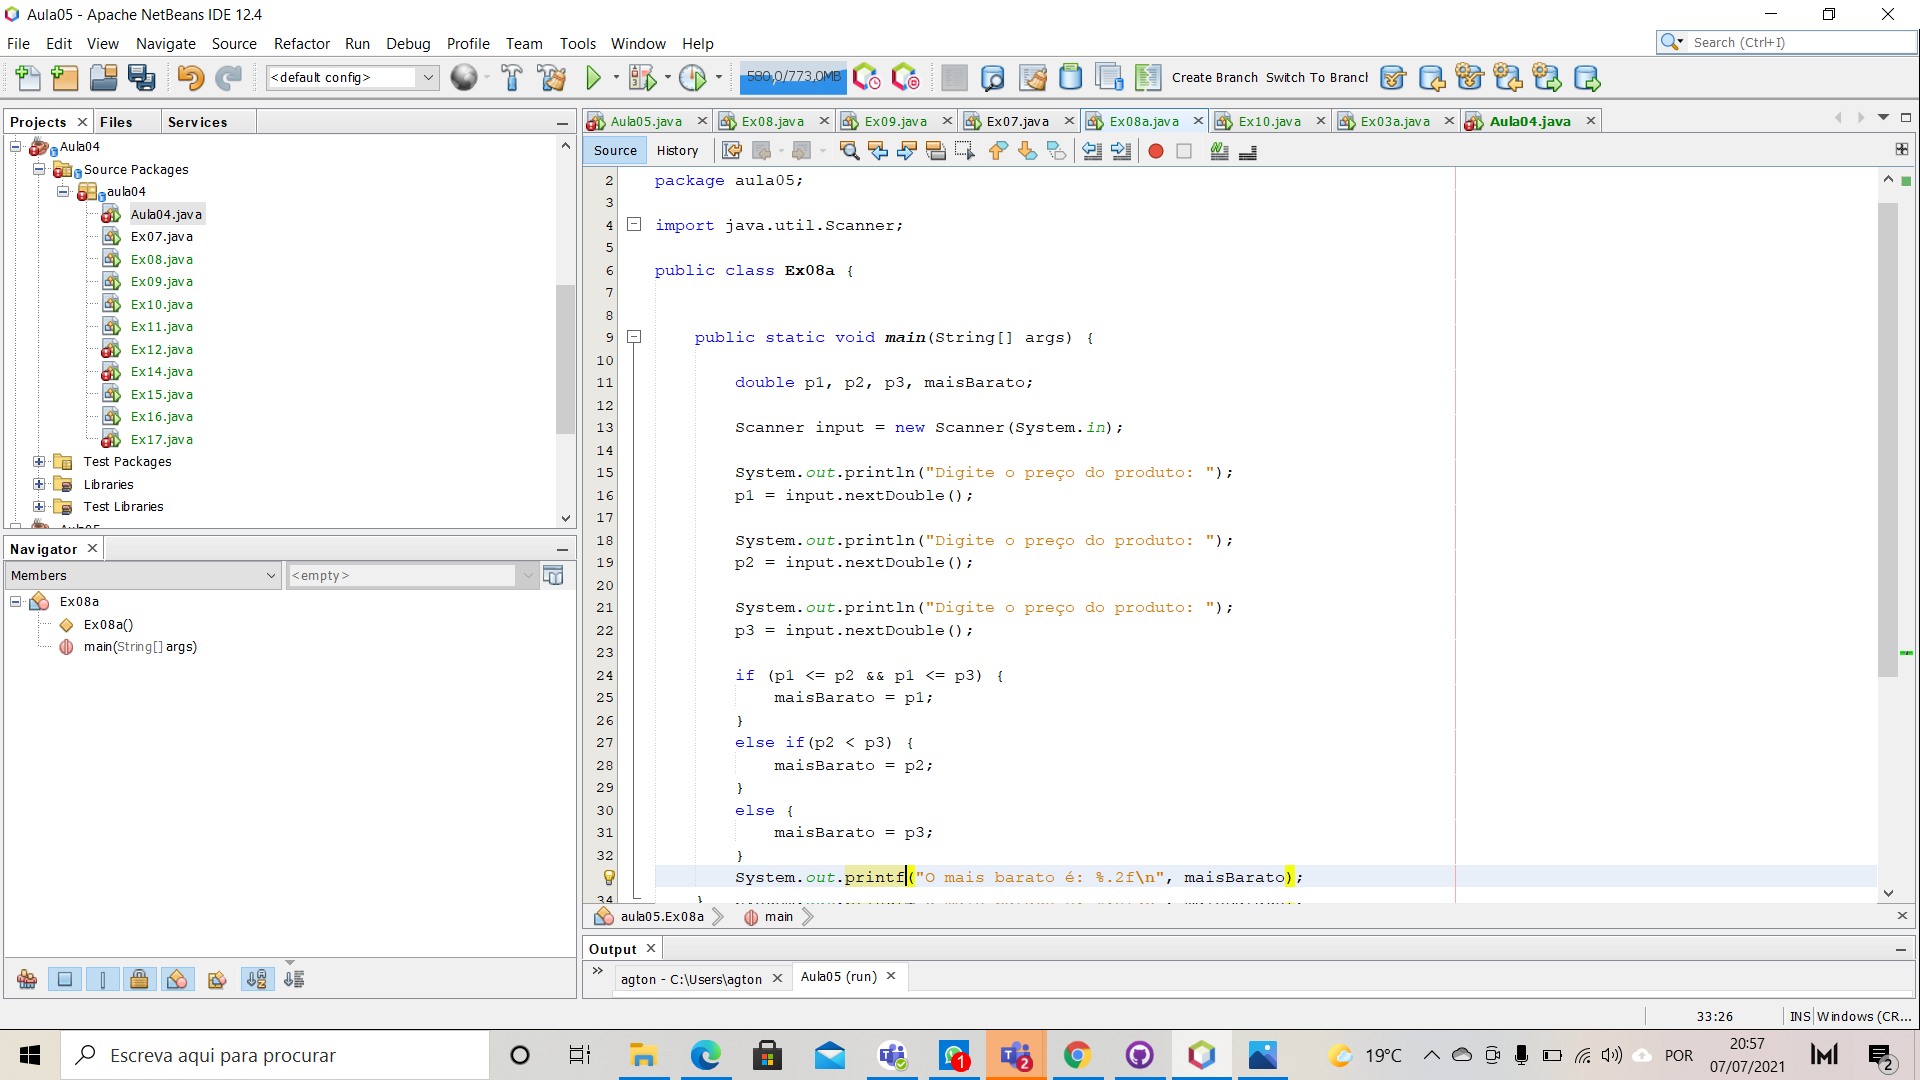 Aula05 - Apache NetBeans IDE 12.4
File Edit View Navigate Source Refactor Run Debug Profile Team Tools Window Help
Search (Ctrl+I)
<default config>
580,0/773,0MB
Create Branch Switch To Branch
Projects Files Services
Aula04
Source Packages
aula04
Aula04.java
Ex07.java
Ex08.java
Ex09.java
Ex10.java
Ex11.java
Ex12.java
Ex14.java
Ex15.java
Ex16.java
Ex17.java
Test Packages
Libraries
Test Libraries
Navigator
Members
<empty>
Ex08a
Ex08a()
main(String[] args)
Aula05.java Ex08.java Ex09.java Ex07.java Ex08a.java Ex10.java Ex03a.java Aula04.java
Source History
2 package aula05;
3
4 import java.util.Scanner;
5
6 public class Ex08a {
7
8
9 public static void main(String[] args) {
10
11 double p1, p2, p3, maisBarato;
12
13 Scanner input = new Scanner(System.in);
14
15 System.out.println("Digite o preço do produto: ");
16 p1 = input.nextDouble();
17
18 System.out.println("Digite o preço do produto: ");
19 p2 = input.nextDouble();
20
21 System.out.println("Digite o preço do produto: ");
22 p3 = input.nextDouble();
23
24 if (p1 <= p2 && p1 <= p3) {
25 maisBarato = p1;
26 }
27 else if(p2 < p3) {
28 maisBarato = p2;
29 }
30 else {
31 maisBarato = p3;
32 }
System.out.printf("O mais barato é: %.2f\n", maisBarato);
34 }
aula05.Ex08a main
Output
agton - C:\Users\agton Aula05 (run)
33:26 INS Windows (CR...
Escreva aqui para procurar
1
2
19°C
POR
20:57
07/07/2021
2